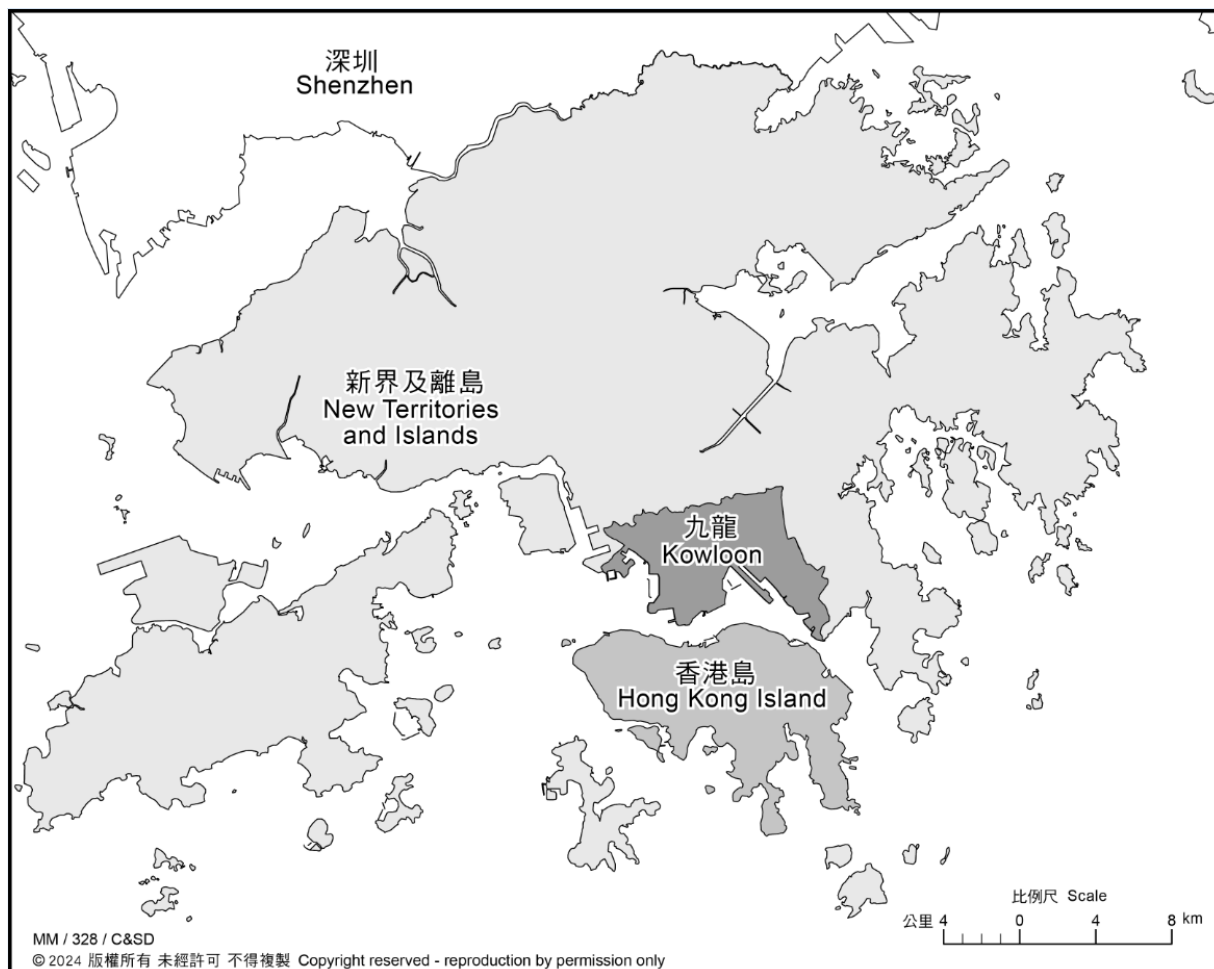 深圳
Shenzhen
新界及離島
New Territories
and Islands
九龍
Kowloon
香港島
Hong Kong Island
比例尺 Scale
公里 4 0 4 8 km
MM / 328 / C&SD
© 2024 版權所有 未經許可 不得複製 Copyright reserved - reproduction by permission only